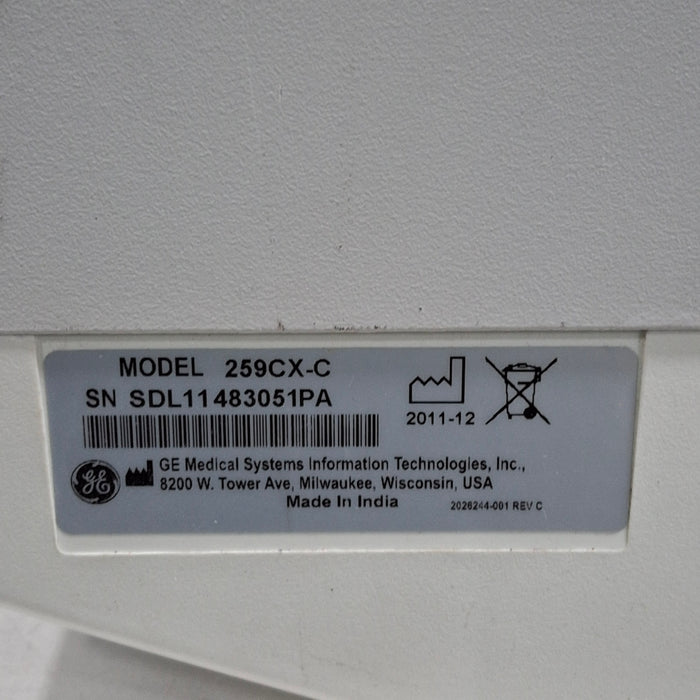 MODEL 259CX-C
SN SDL11483051PA
2011-12
GE
GE Medical Systems Information Technologies, Inc.,
8200 W. Tower Ave, Milwaukee, Wisconsin, USA
Made In India
2026244-001 REV C